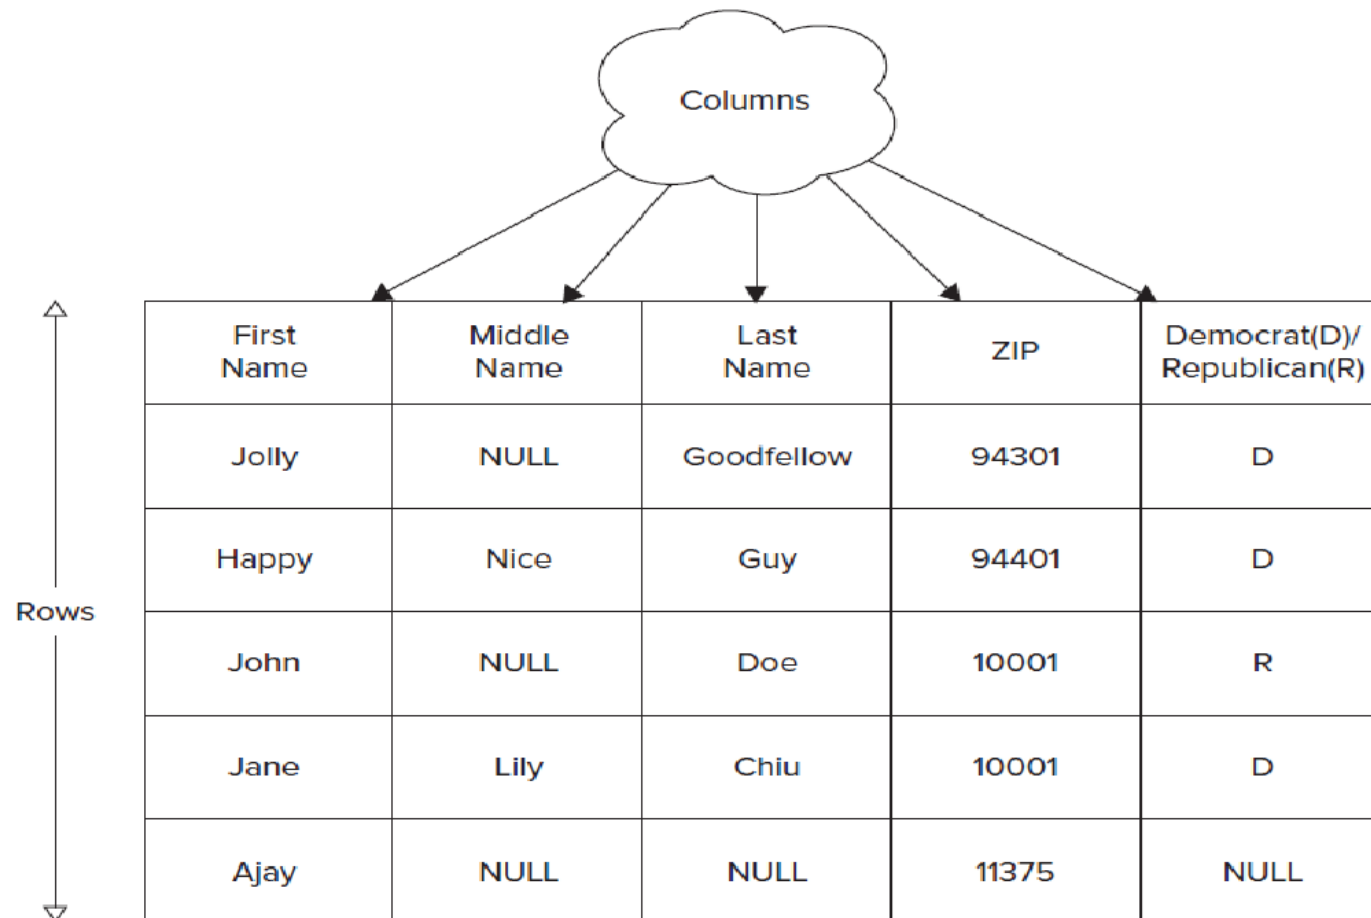 Columns
First Name
Middle Name
Last Name
ZIP
Democrat(D)/
Republican(R)
Jolly NULL Goodfellow 94301 D
Happy Nice Guy 94401 D
Rows
John NULL Doe 10001 R
Jane Lily Chiu 10001 D
Ajay NULL NULL 11375 NULL